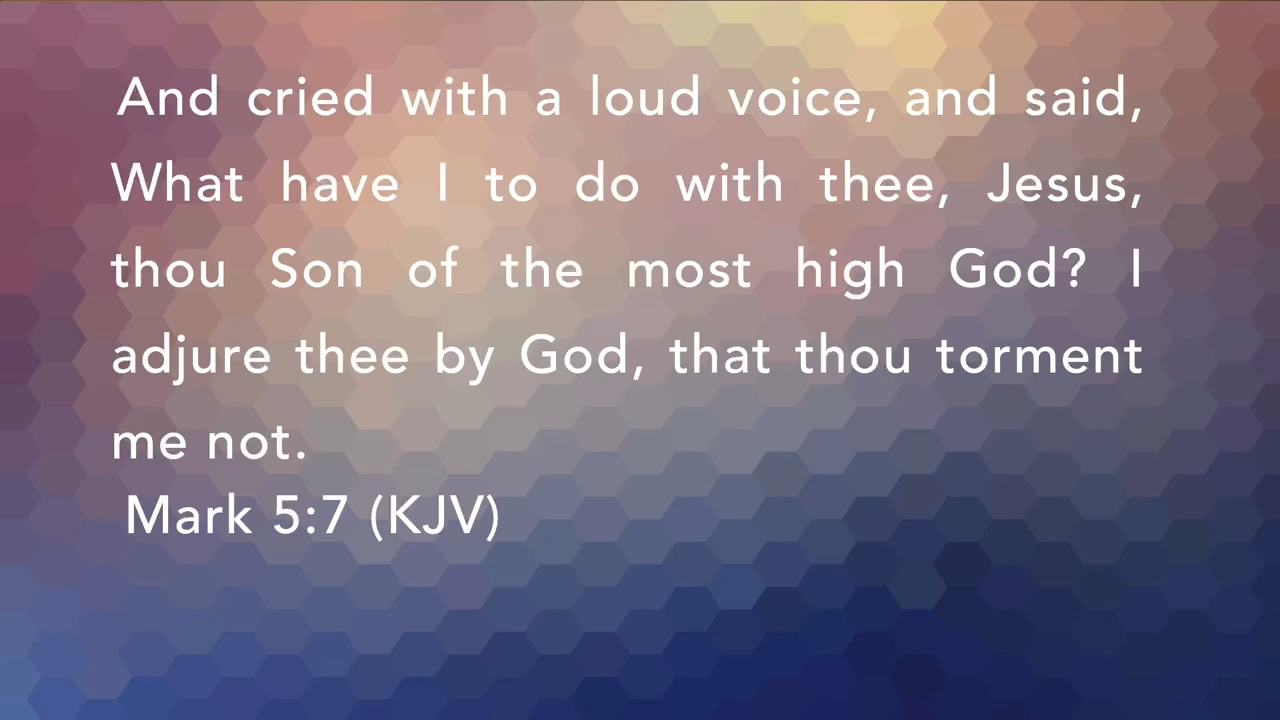 And cried with a loud voice, and said,
What have I to do with thee, Jesus,
thou Son of the most high God? I
adjure thee by God, that thou torment
me not.
Mark 5:7 (KJV)